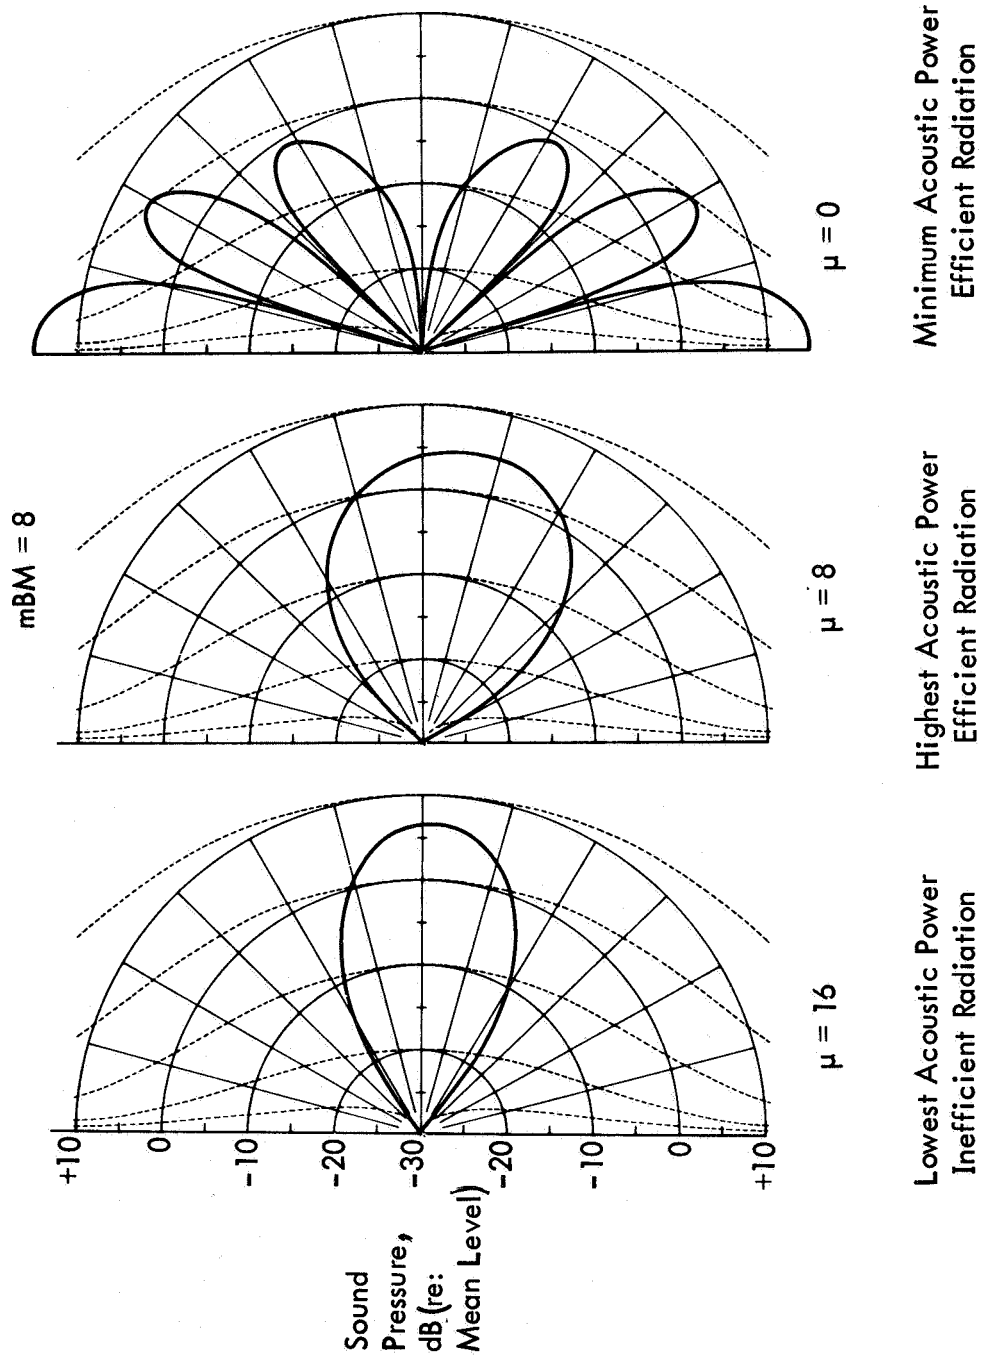 mBM = 8
Sound
Pressure,
dB (re:
Mean Level)
+10
0
-10
-20
-30
-20
-10
0
+10
μ = 16
μ = 8
μ = 0
Lowest Acoustic Power
Inefficient Radiation
Highest Acoustic Power
Efficient Radiation
Minimum Acoustic Power
Efficient Radiation